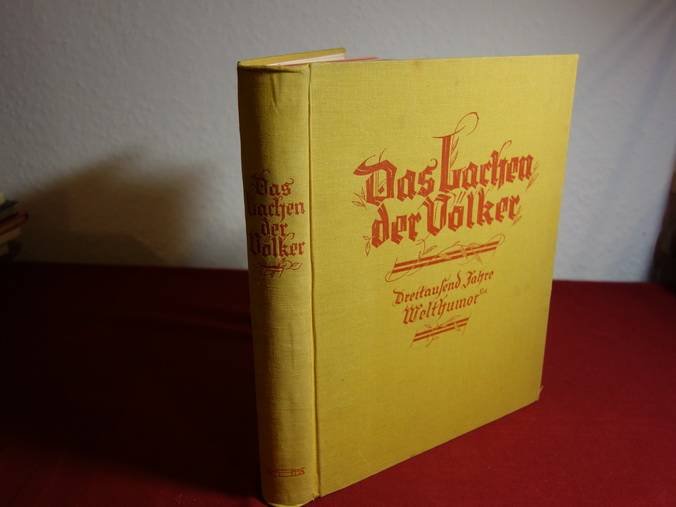 Das
Lachen
der
Völker
Das Lachen
der Völker
Dreitausend Jahre
Welthumor